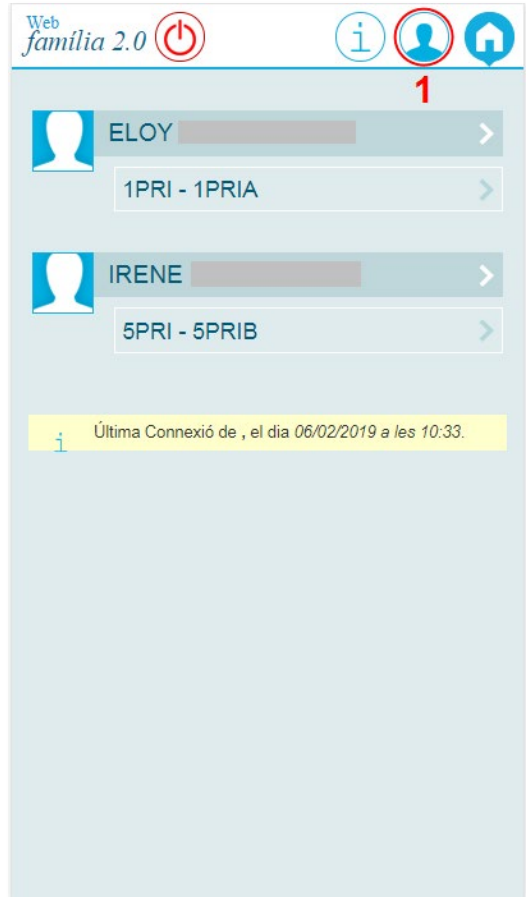 Web
família 2.0
i
1
ELOY
1PRI - 1PRIA
IRENE
5PRI - 5PRIB
i Última Connexió de , el dia 06/02/2019 a les 10:33.